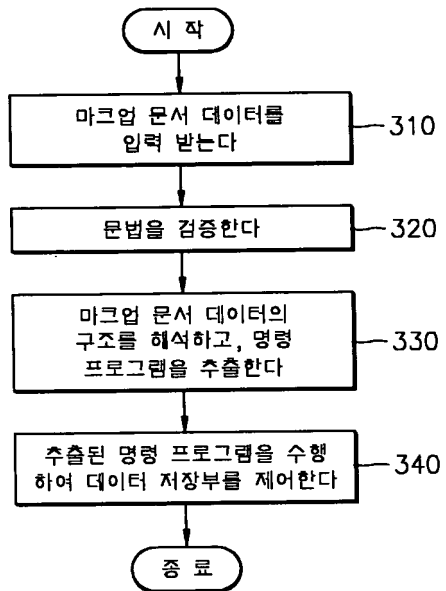 시 작
마크업 문서 데이터를
입력 받는다
310
문법을 검증한다
320
마크업 문서 데이터의
구조를 해석하고, 명령
프로그램을 추출한다
330
추출된 명령 프로그램을 수행
하여 데이터 저장부를 제어한다
340
종 료